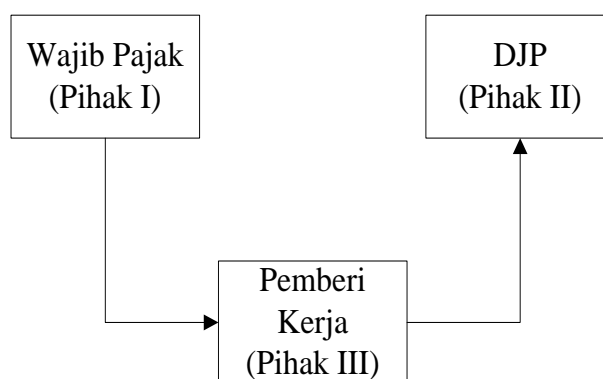 Wajib Pajak
(Pihak I)
DJP
(Pihak II)
Pemberi
Kerja
(Pihak III)